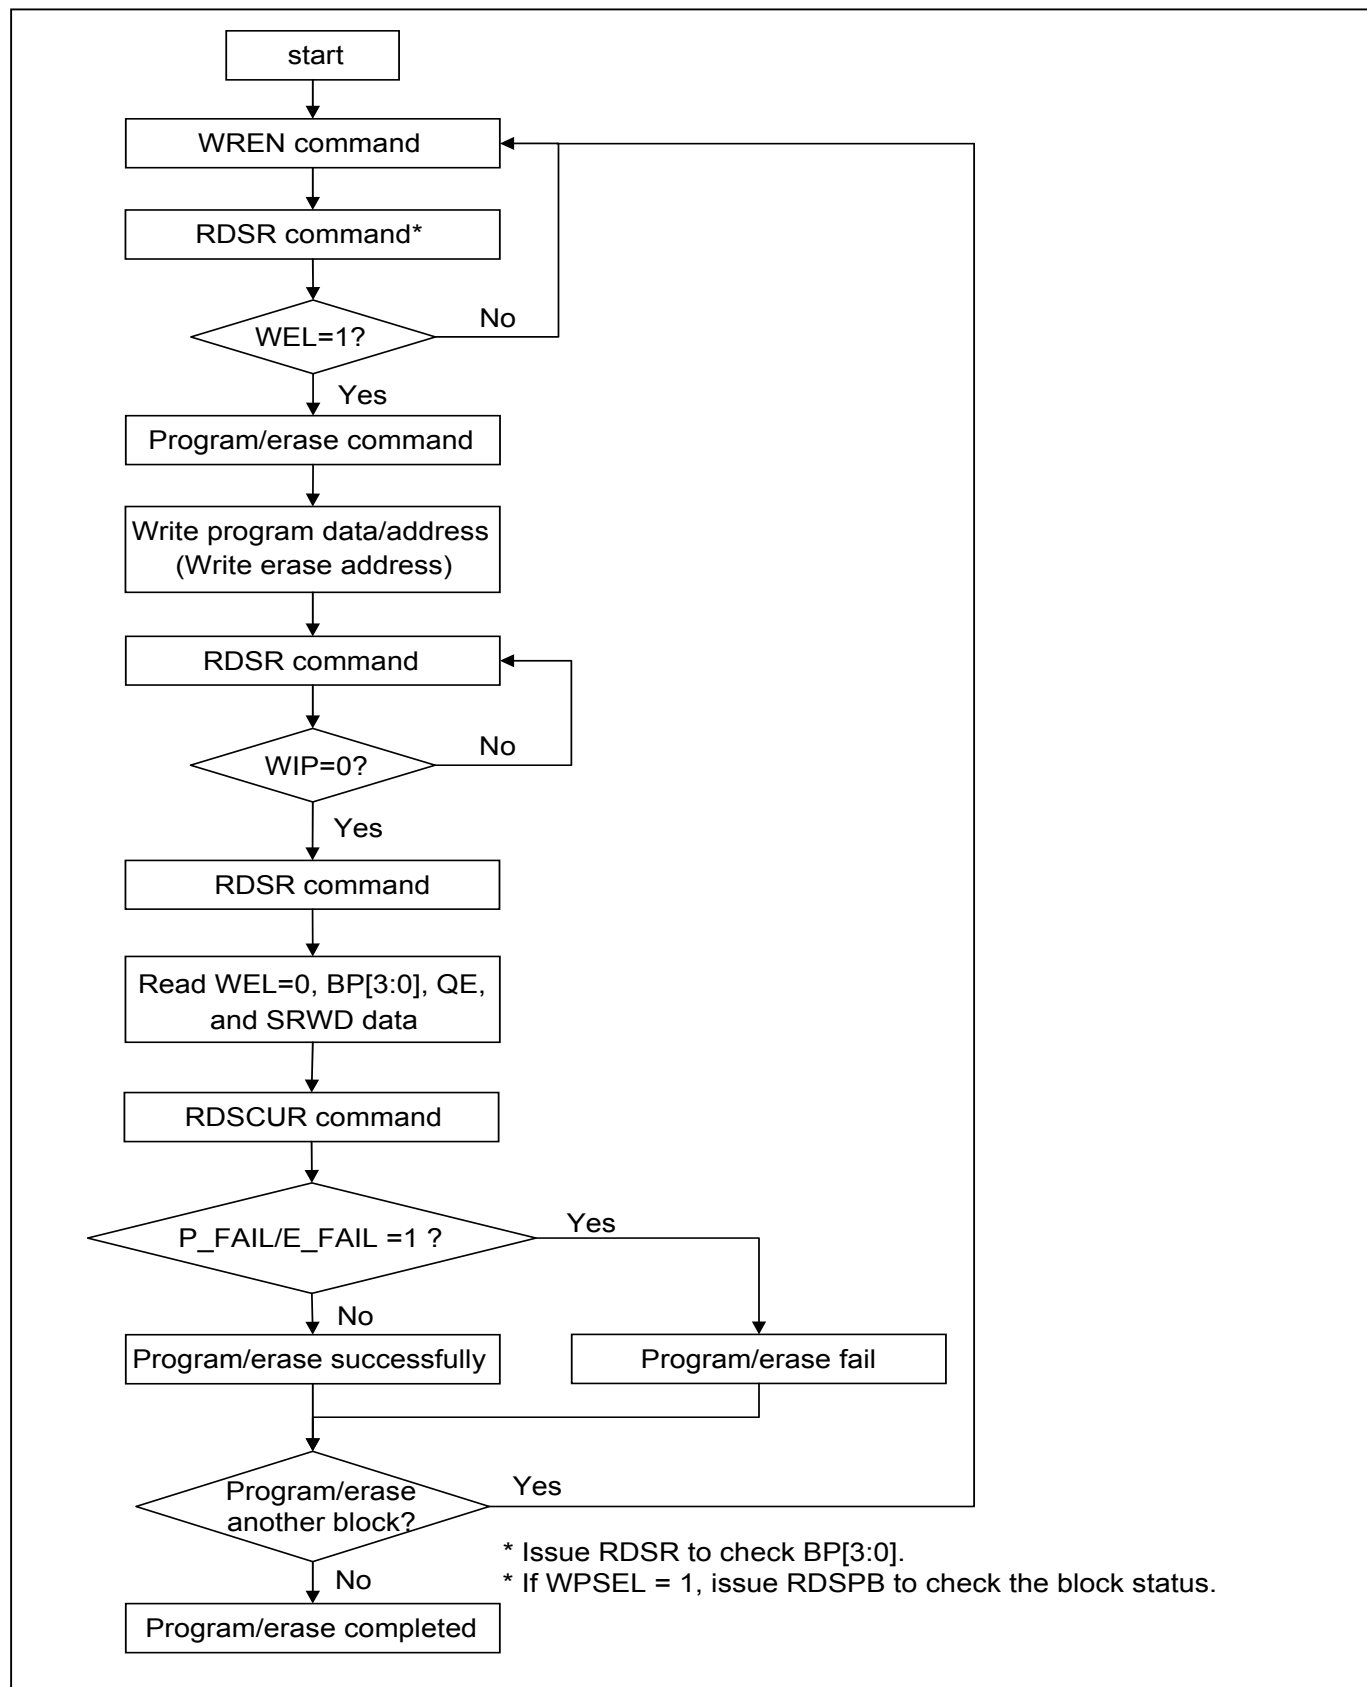 start
WREN command
RDSR command*
WEL=1?
No
Yes
Program/erase command
Write program data/address
(Write erase address)
RDSR command
WIP=0?
No
Yes
RDSR command
Read WEL=0, BP[3:0], QE,
and SRWD data
RDSCUR command
P_FAIL/E_FAIL =1 ?
Yes
No
Program/erase successfully
Program/erase fail
Program/erase
another block?
Yes
* Issue RDSR to check BP[3:0].
* If WPSEL = 1, issue RDSPB to check the block status.
No
Program/erase completed